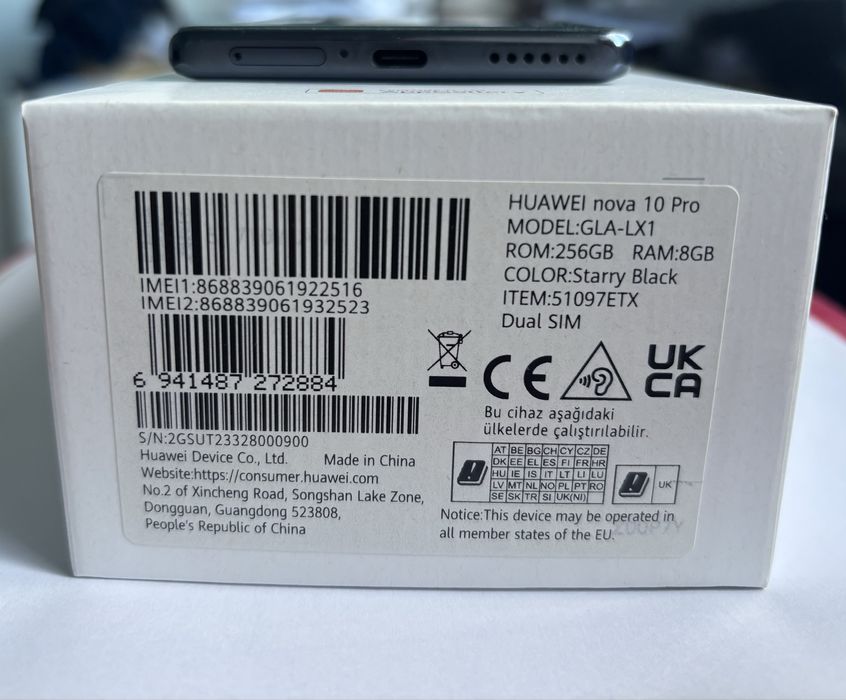 IMEI1:868839061922516
IMEI2:868839061932523
6 941487 272884
S/N:2GSUT23328000900
Huawei Device Co., Ltd. Made in China
Website:https://consumer.huawei.com
No.2 of Xincheng Road, Songshan Lake Zone,
Dongguan, Guangdong 523808,
People's Republic of China
HUAWEI nova 10 Pro
MODEL:GLA-LX1
ROM:256GB RAM:8GB
COLOR:Starry Black
ITEM:51097ETX
Dual SIM
CE
UK
CA
Bu cihaz aşağıdaki
ülkelerde çalıştırılabilir.
AT BE BG CH CY CZ DE
DK EE EL ES FI FR HR
HU IE IS IT LT LI LU
LV MT NL NO PL PT RO
SE SK TR SI UK(NI)
UK
Notice:This device may be operated in
all member states of the EU.